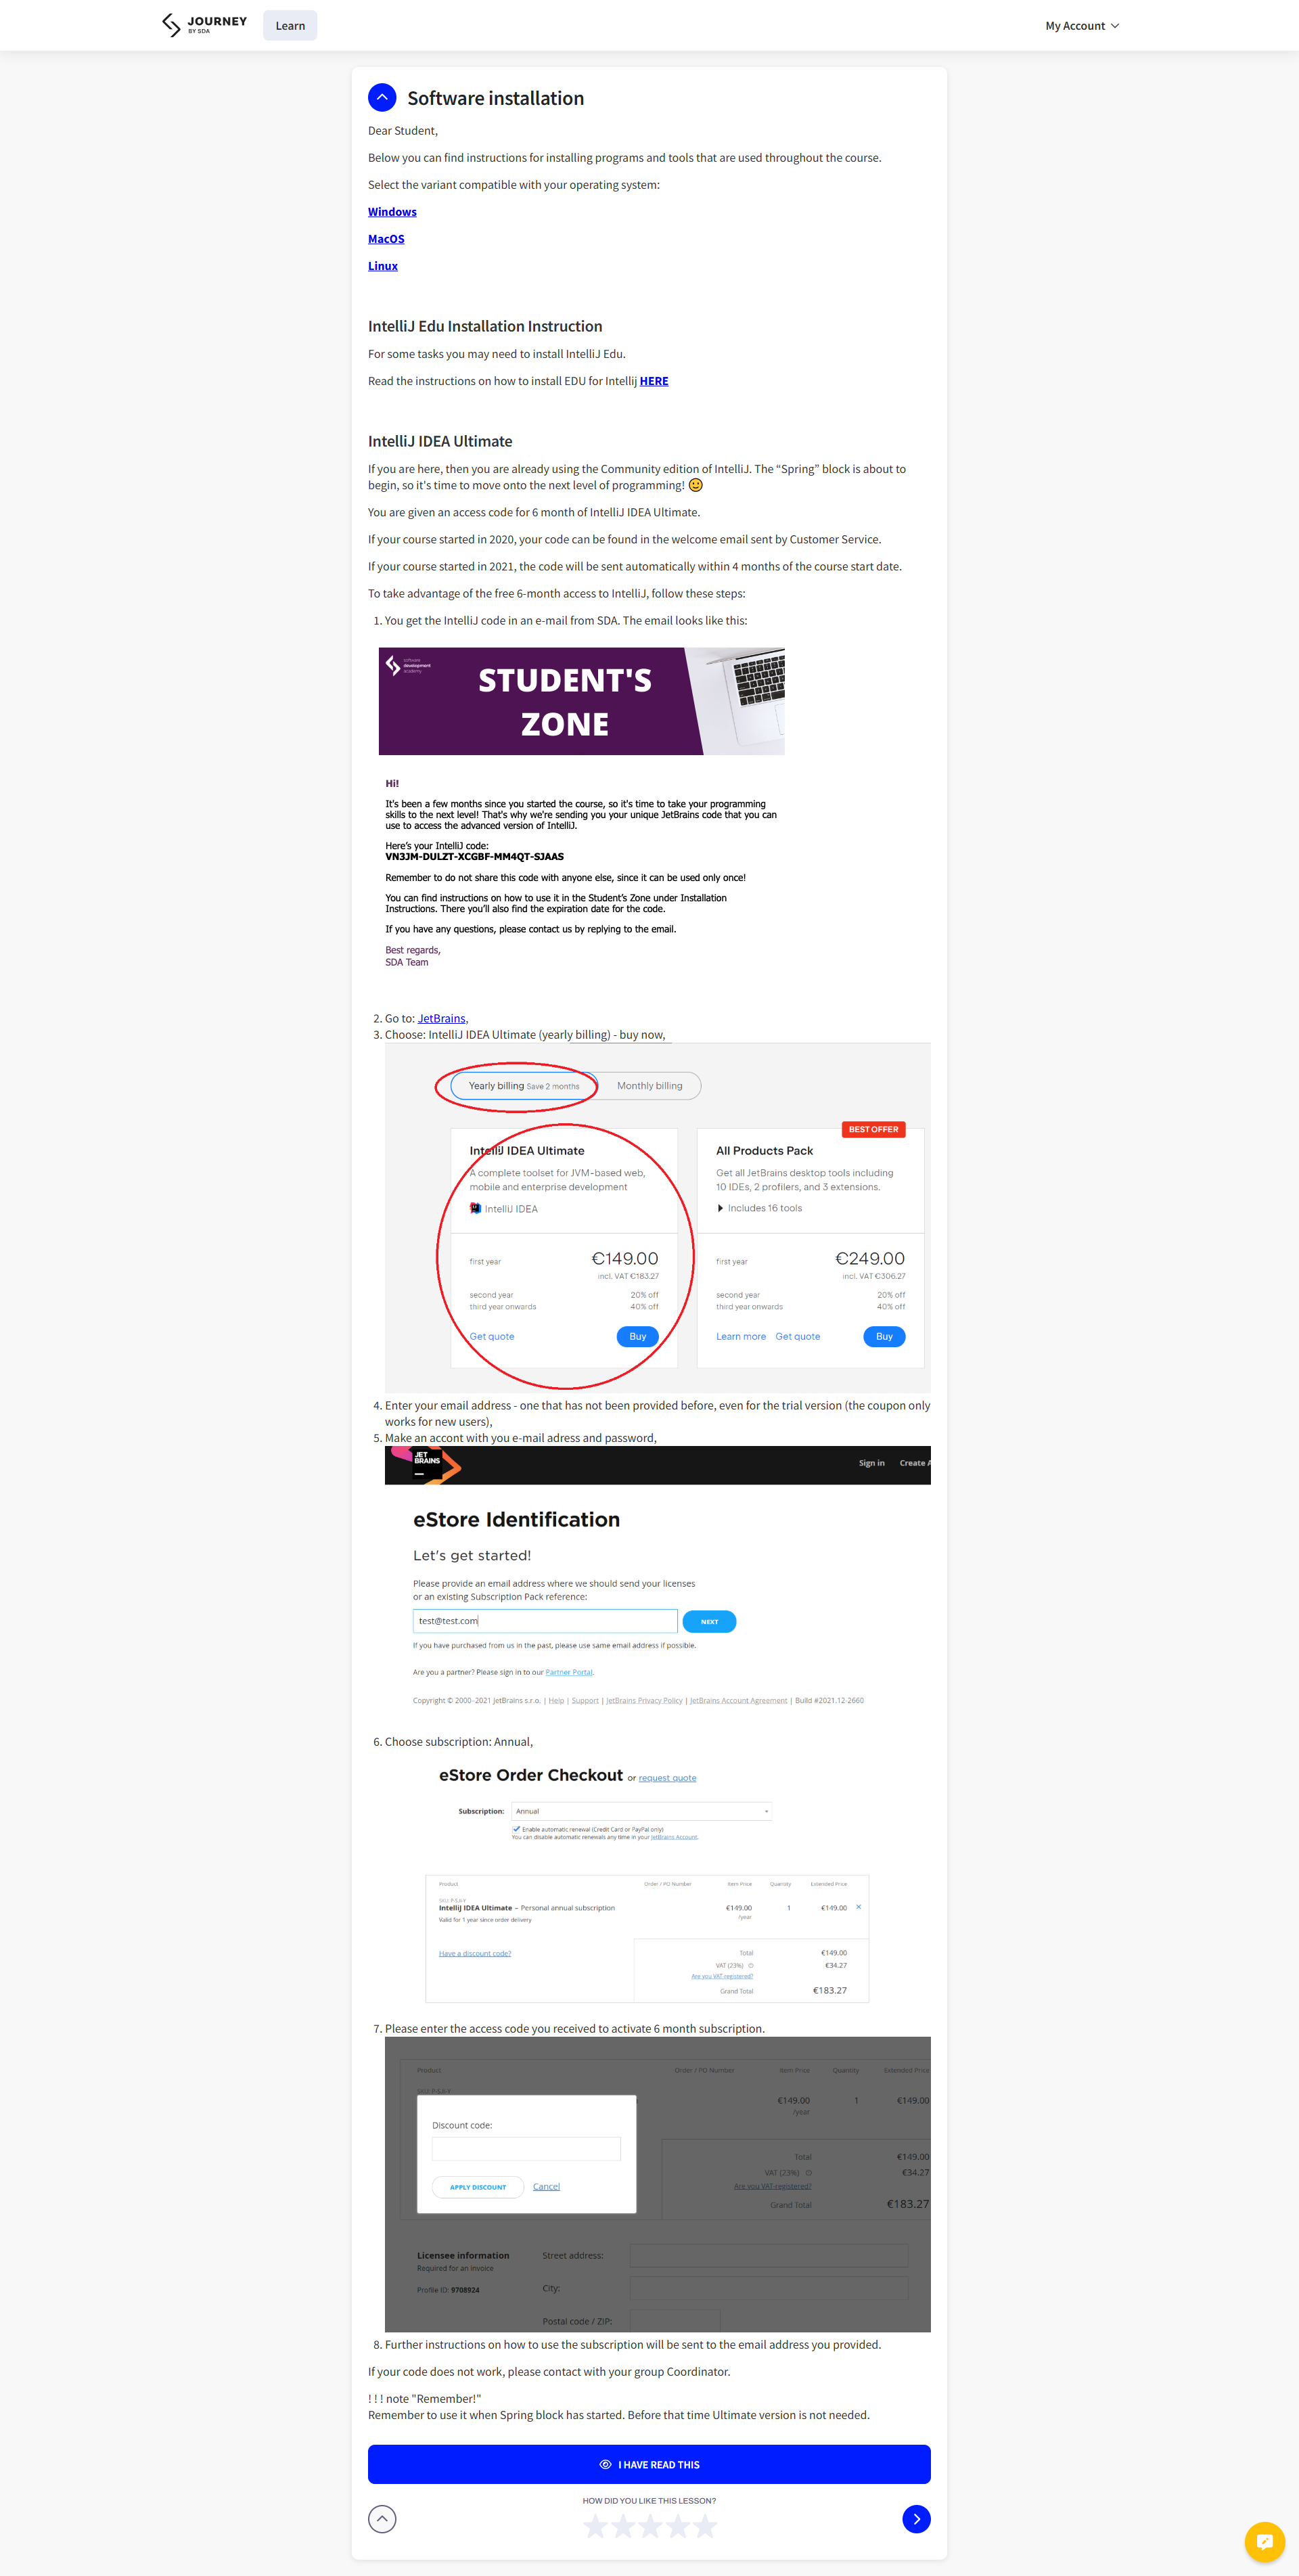 JOURNEY
BY SDA
Learn
My Account
Software installation
Dear Student,
Below you can find instructions for installing programs and tools that are used throughout the course.
Select the variant compatible with your operating system:
Windows
MacOS
Linux
IntelliJ Edu Installation Instruction
For some tasks you may need to install IntelliJ Edu.
Read the instructions on how to install EDU for Intellij HERE
IntelliJ IDEA Ultimate
If you are here, then you are already using the Community edition of IntelliJ. The “Spring” block is about to
begin, so it's time to move onto the next level of programming! 🙂
You are given an access code for 6 month of IntelliJ IDEA Ultimate.
If your course started in 2020, your code can be found in the welcome email sent by Customer Service.
If your course started in 2021, the code will be sent automatically within 4 months of the course start date.
To take advantage of the free 6-month access to IntelliJ, follow these steps:
1. You get the IntelliJ code in an e-mail from SDA. The email looks like this:
software
development
academy
STUDENT'S
ZONE
Hi!
It's been a few months since you started the course, so it's time to take your programming
skills to the next level! That's why we're sending you your unique JetBrains code that you can
use to access the advanced version of IntelliJ.
Here's your IntelliJ code:
VN3JM-DULZT-XCGBF-MM4QT-SJAAS
Remember to do not share this code with anyone else, since it can be used only once!
You can find instructions on how to use it in the Student's Zone under Installation
Instructions. There you'll also find the expiration date for the code.
If you have any questions, please contact us by replying to the email.
Best regards,
SDA Team
2. Go to: JetBrains,
3. Choose: IntelliJ IDEA Ultimate (yearly billing) - buy now,
Yearly billing Save 2 months Monthly billing
BEST OFFER
IntelliJ IDEA Ultimate
A complete toolset for JVM-based web,
mobile and enterprise development
IntelliJ IDEA
first year €149.00
incl. VAT €183.27
second year 20% off
third year onwards 40% off
Get quote Buy
All Products Pack
Get all JetBrains desktop tools including
10 IDEs, 2 profilers, and 3 extensions.
Includes 16 tools
first year €249.00
incl. VAT €306.27
second year 20% off
third year onwards 40% off
Learn more Get quote Buy
4. Enter your email address - one that has not been provided before, even for the trial version (the coupon only
works for new users),
5. Make an accont with you e-mail adress and password,
JET
BRAINS
Sign in Create A
eStore Identification
Let's get started!
Please provide an email address where we should send your licenses
or an existing Subscription Pack reference:
test@test.com NEXT
If you have purchased from us in the past, please use same email address if possible.
Are you a partner? Please sign in to our Partner Portal.
Copyright © 2000–2021 JetBrains s.r.o. | Help | Support | JetBrains Privacy Policy | JetBrains Account Agreement | Build #2021.12-2660
6. Choose subscription: Annual,
eStore Order Checkout or request quote
Subscription: Annual
Enable automatic renewal (Credit Card or PayPal only)
You can disable automatic renewals any time in your JetBrains Account.
Product Order / PO Number Item Price Quantity Extended Price
SKU: P-S.II-Y
IntelliJ IDEA Ultimate – Personal annual subscription €149.00 1 €149.00 ×
/year
Valid for 1 year since order delivery
Have a discount code?
Total €149.00
VAT (23%) €34.27
Are you VAT-registered?
Grand Total €183.27
7. Please enter the access code you received to activate 6 month subscription.
Product Order / PO Number Item Price Quantity Extended Price
SKU: P-S.II-Y
€149.00 1 €149.00
/year
Discount code:
APPLY DISCOUNT Cancel
Total €149.00
VAT (23%) €34.27
Are you VAT-registered?
Grand Total €183.27
Licensee information
Required for an invoice
Profile ID: 9708924
Street address:
City:
Postal code / ZIP:
8. Further instructions on how to use the subscription will be sent to the email address you provided.
If your code does not work, please contact with your group Coordinator.
! ! ! note "Remember!"
Remember to use it when Spring block has started. Before that time Ultimate version is not needed.
I HAVE READ THIS
HOW DID YOU LIKE THIS LESSON?